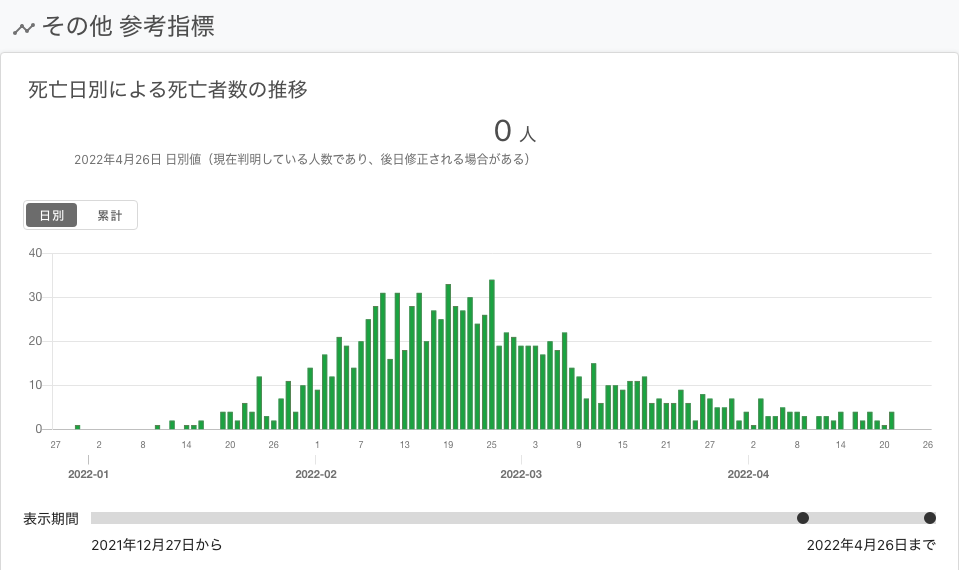 その他 参考指標
死亡日別による死亡者数の推移
0 人
2022年4月26日 日別値（現在判明している人数であり、後日修正される場合がある）
日別 累計
40
30
20
10
0
27 2 8 14 20 26 1 7 13 19 25 3 9 15 21 27 2 8 14 20 26
2022-01 2022-02 2022-03 2022-04
表示期間
2021年12月27日から 2022年4月26日まで